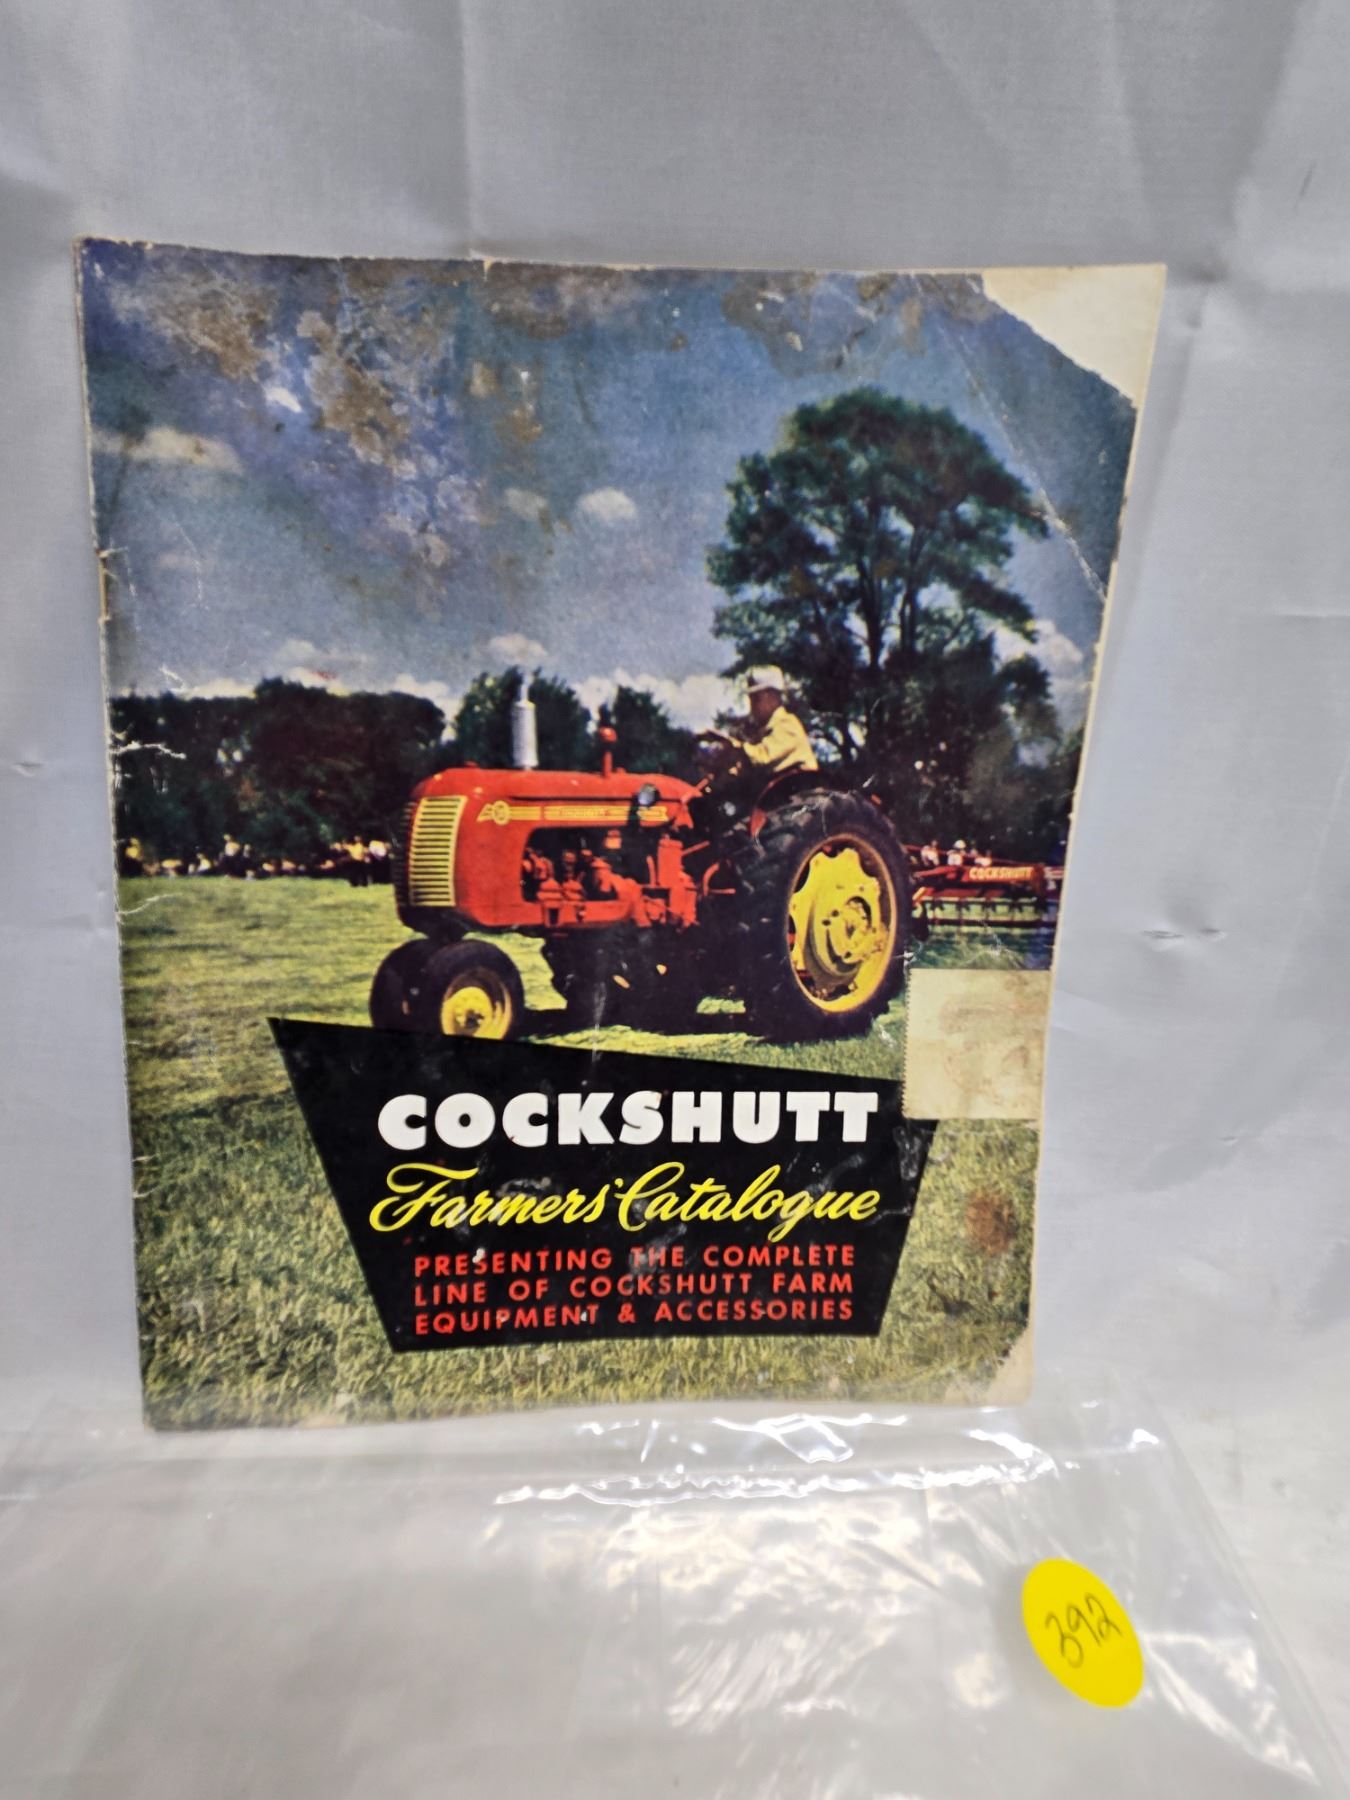 COCKSHUTT
COCKSHUTT
Farmers' Catalogue
PRESENTING THE COMPLETE
LINE OF COCKSHUTT FARM
EQUIPMENT & ACCESSORIES
392